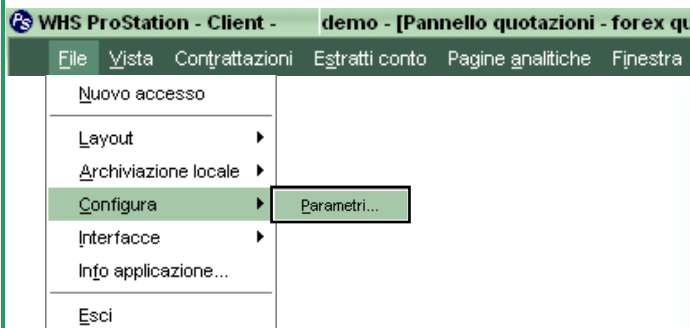 PS WHS ProStation - Client - demo - [Pannello quotazioni - forex qu
File Vista Contrattazioni Estratti conto Pagine analitiche Finestra
Nuovo accesso
Layout
Archiviazione locale
Configura Parametri...
Interfacce
Info applicazione...
Esci